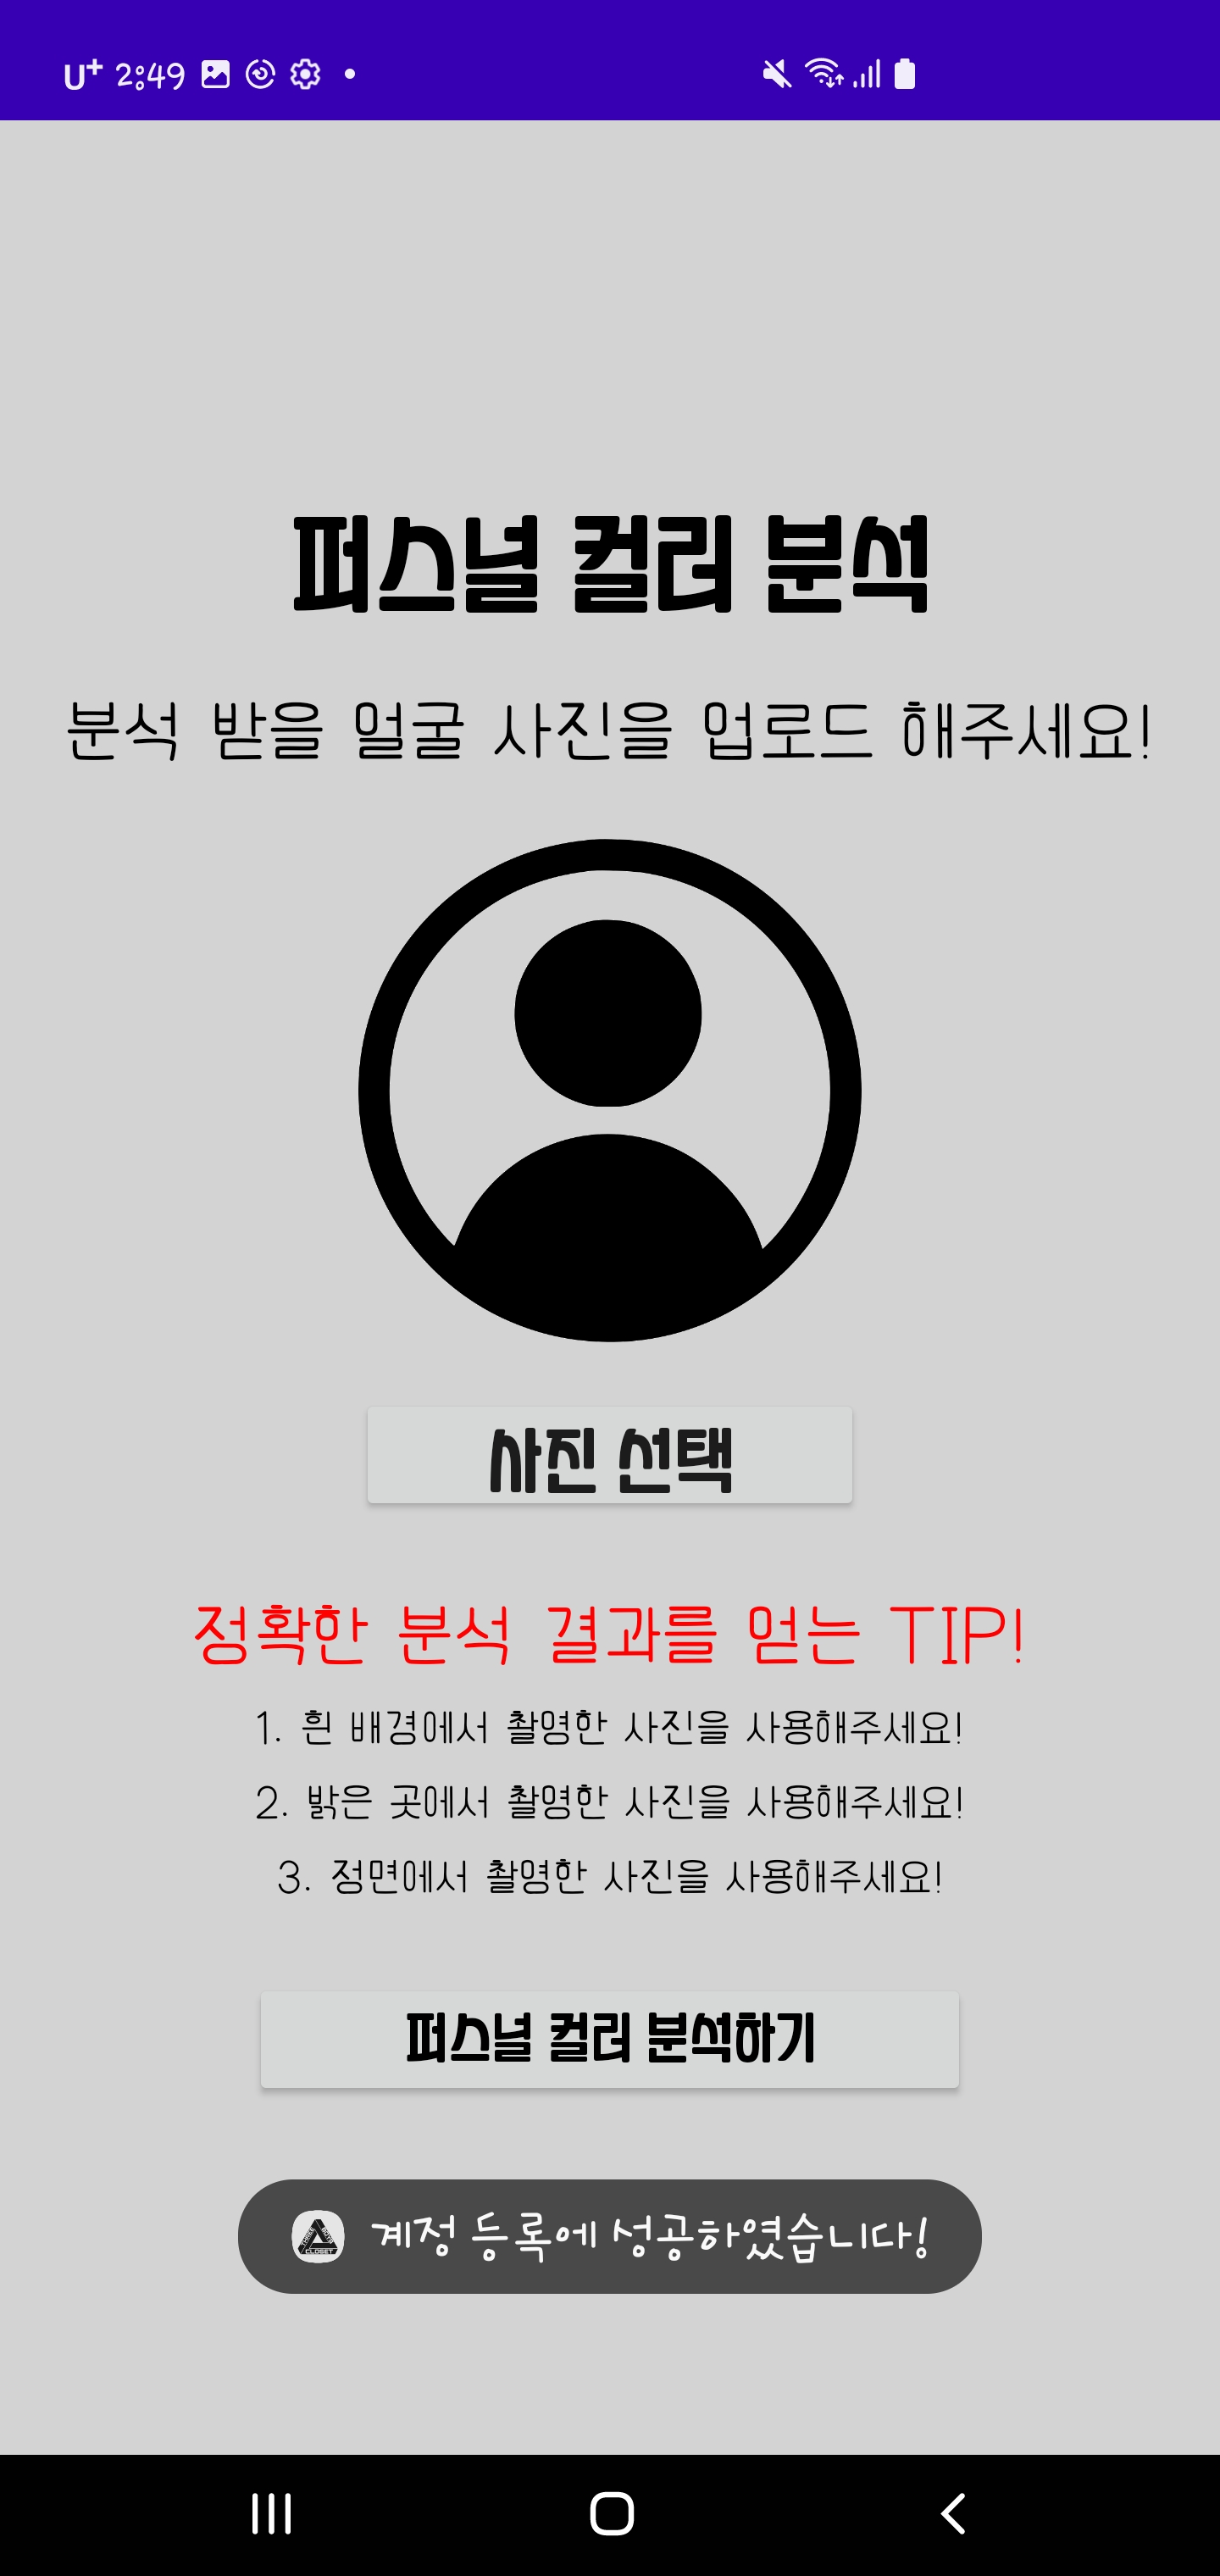 U+ 2:49
퍼스널 컬러 분석
분석 받을 얼굴 사진을 업로드 해주세요!
사진 선택
정확한 분석 결과를 얻는 TIP!
1. 흰 배경에서 촬영한 사진을 사용해주세요!
2. 밝은 곳에서 촬영한 사진을 사용해주세요!
3. 정면에서 촬영한 사진을 사용해주세요!
퍼스널 컬러 분석하기
CLOSET
계정 등록에 성공하였습니다!